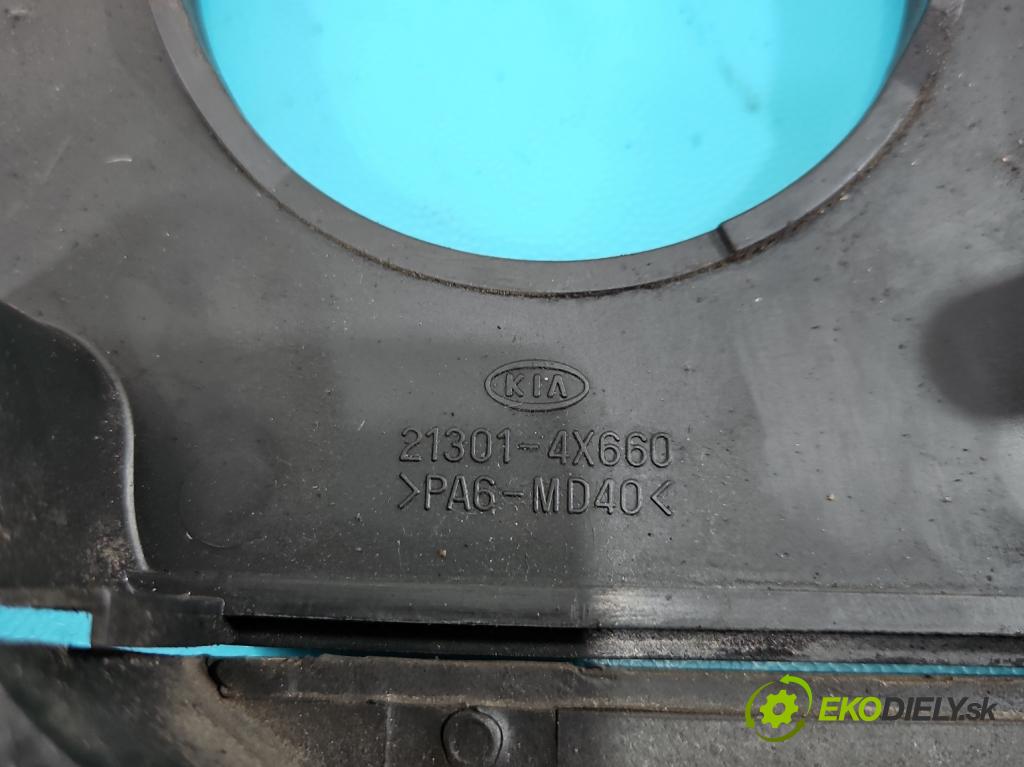 KIA
21301-4X660
>PA6-MD40<
EKODIELY.sk